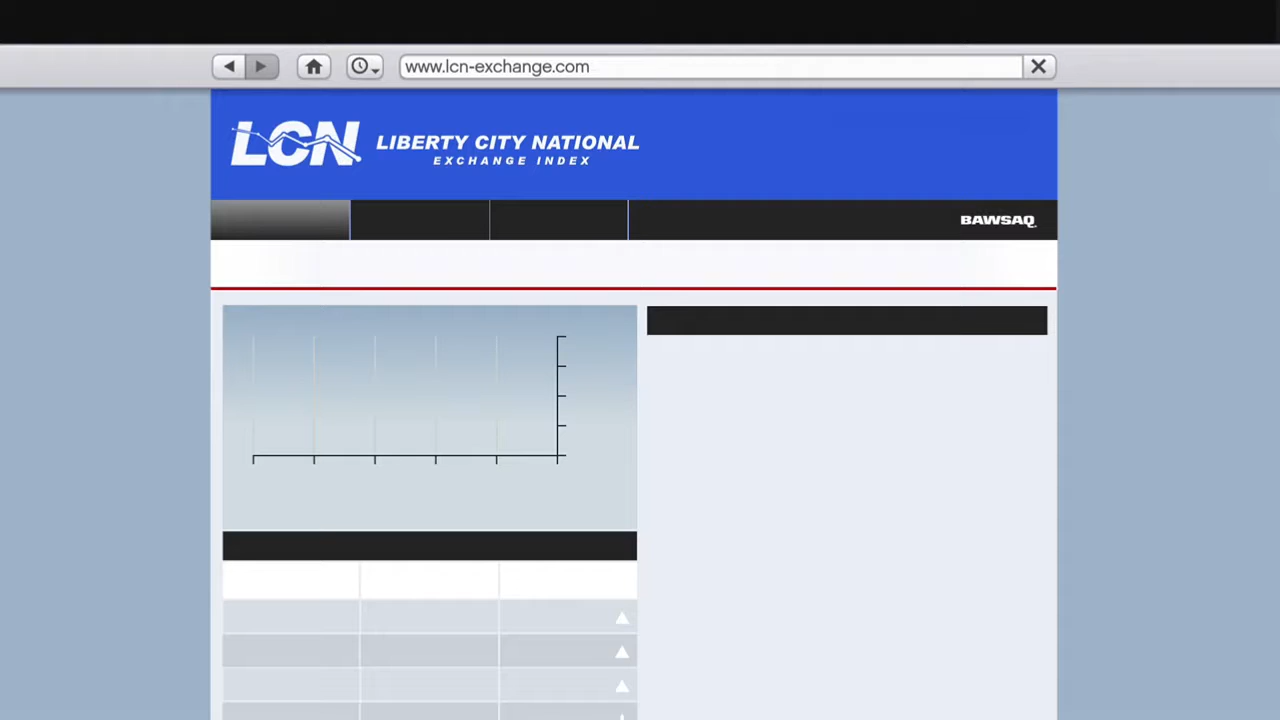 www.lcn-exchange.com
LCN
LIBERTY CITY NATIONAL
EXCHANGE INDEX
BAWSAQ